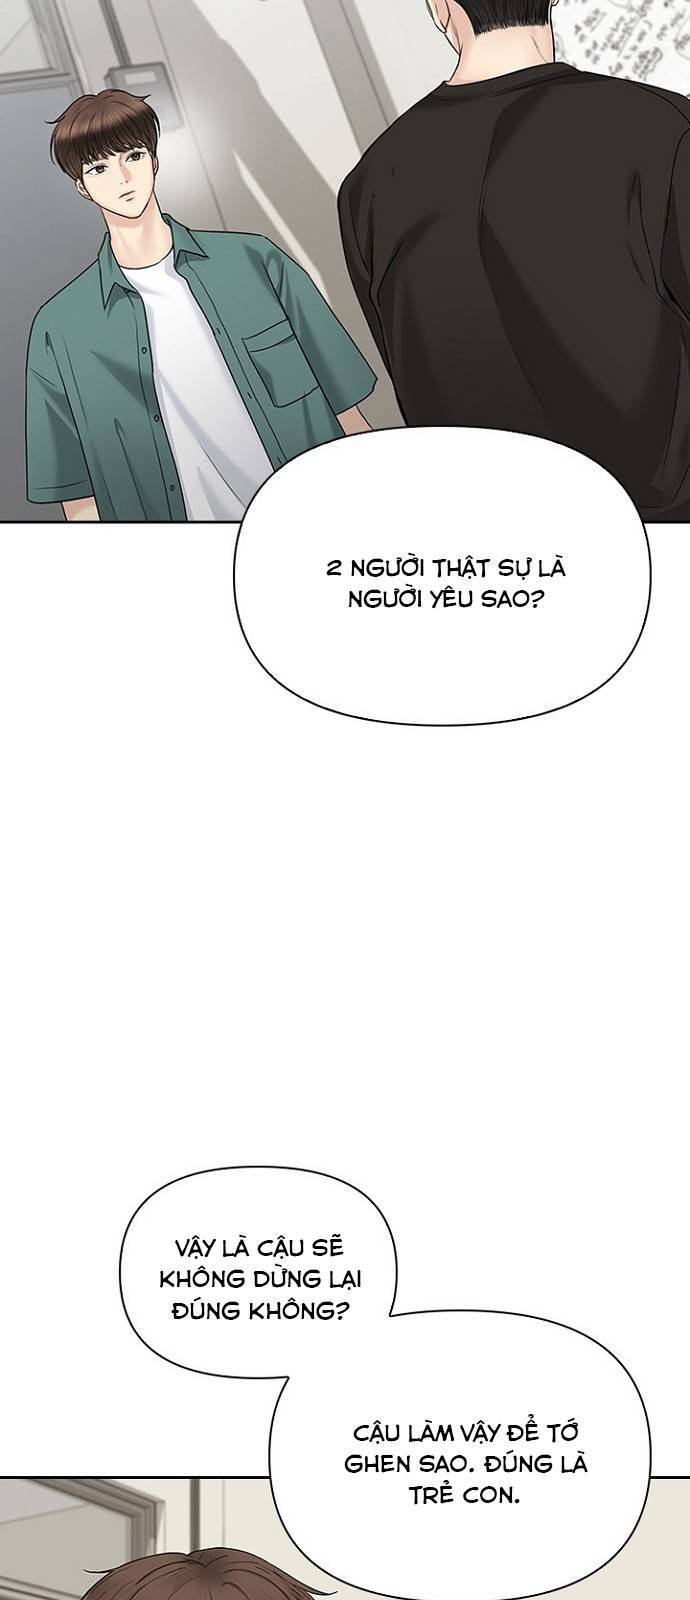 2 NGƯỜI THẬT SỰ LÀ
NGƯỜI YÊU SAO?
VẬY LÀ CẬU SẼ
KHÔNG DỪNG LẠI
ĐÚNG KHÔNG?
CẬU LÀM VẬY ĐỂ TỚ
GHEN SAO. ĐÚNG LÀ
TRẺ CON.